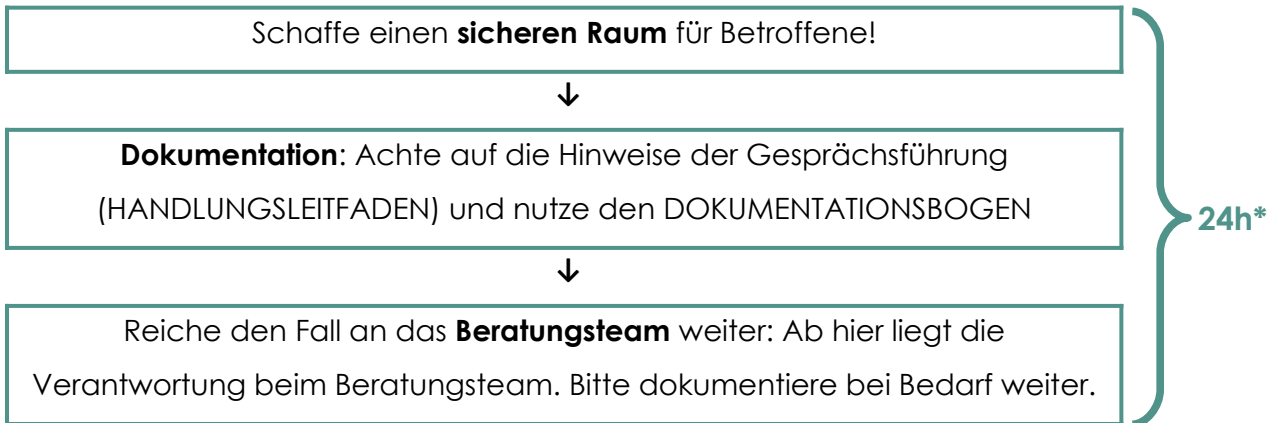 Schaffe einen sicheren Raum für Betroffene!
↓
Dokumentation: Achte auf die Hinweise der Gesprächsführung
(HANDLUNGSLEITFADEN) und nutze den DOKUMENTATIONSBOGEN
↓
Reiche den Fall an das Beratungsteam weiter: Ab hier liegt die
Verantwortung beim Beratungsteam. Bitte dokumentiere bei Bedarf weiter.
24h*